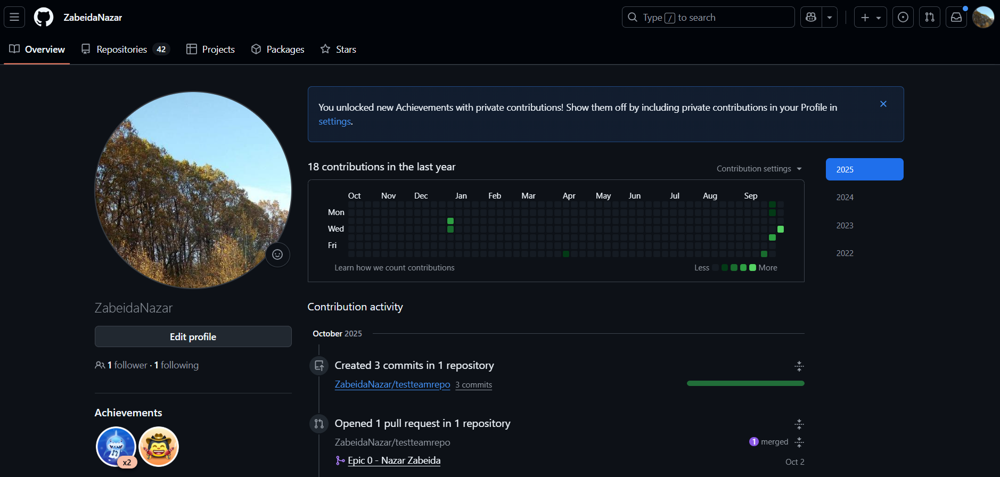 ZabeidaNazar
Type / to search
Overview
Repositories 42
Projects
Packages
Stars
You unlocked new Achievements with private contributions! Show them off by including private contributions in your Profile in
settings.
18 contributions in the last year
Contribution settings
2025
2024
2023
2022
Oct Nov Dec Jan Feb Mar Apr May Jun Jul Aug Sep
Mon
Wed
Fri
Learn how we count contributions
Less More
ZabeidaNazar
Edit profile
1 follower · 1 following
Achievements
x2
Contribution activity
October 2025
Created 3 commits in 1 repository
ZabeidaNazar/testteamrepo 3 commits
Opened 1 pull request in 1 repository
ZabeidaNazar/testteamrepo
1 merged
Epic 0 - Nazar Zabeida
Oct 2